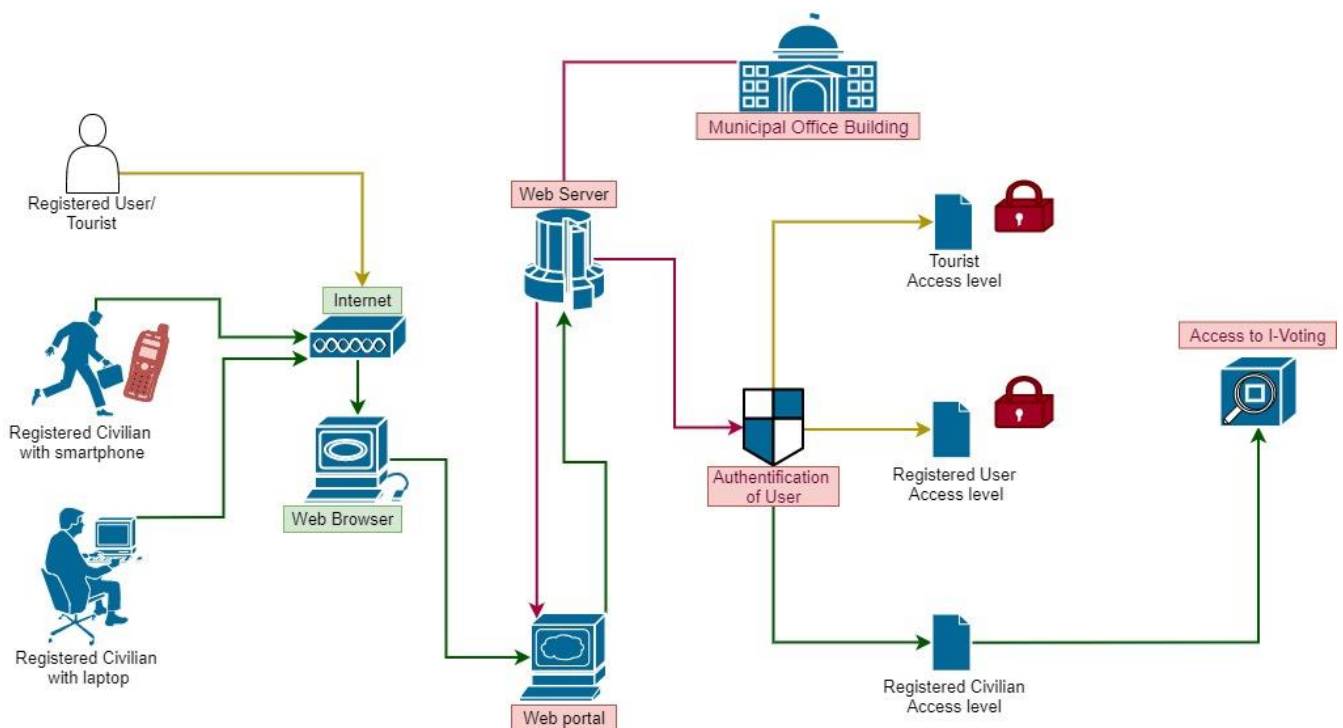 Municipal Office Building
Registered User/
Tourist
Web Server
Tourist
Access level
Internet
Access to I-Voting
Registered Civilian
with smartphone
Authentification
of User
Registered User
Access level
Web Browser
Registered Civilian
with laptop
Registered Civilian
Access level
Web portal